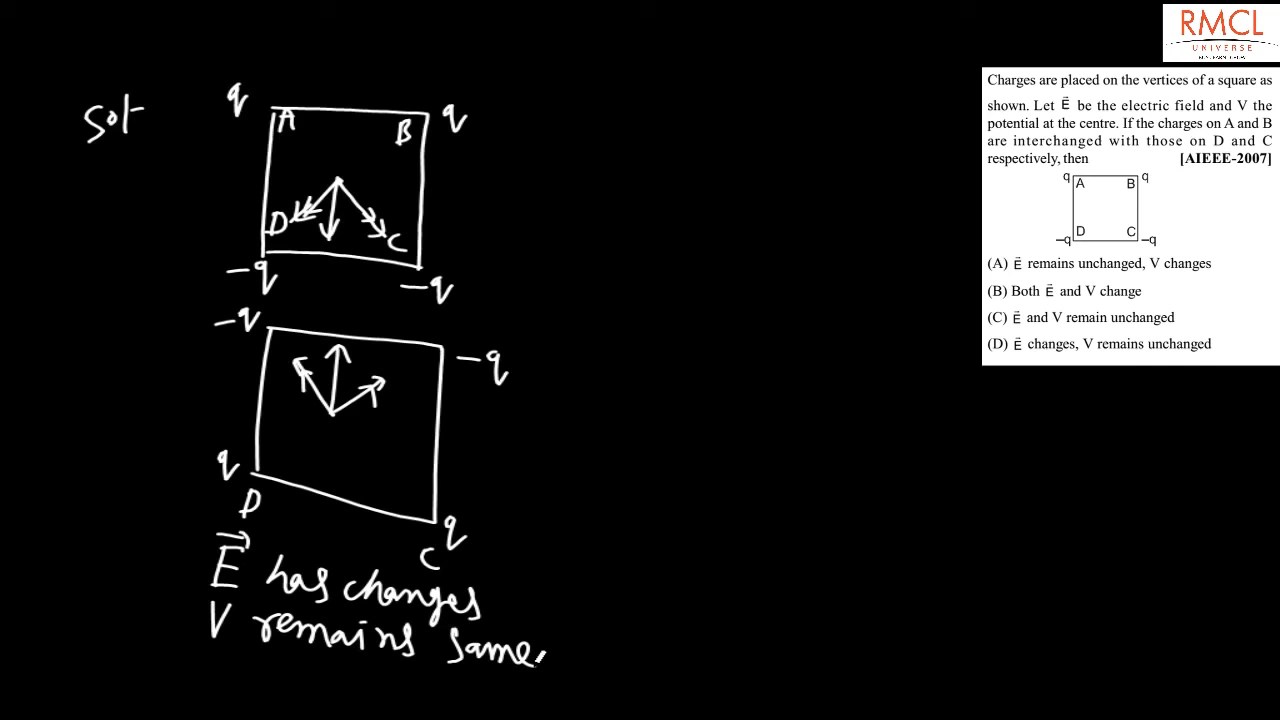 RMCL
UNIVERSE
Charges are placed on the vertices of a square as
shown. Let E⃗ be the electric field and V the
potential at the centre. If the charges on A and B
are interchanged with those on D and C
respectively, then [AIEEE-2007]
q A B q
-q D C -q
(A) E⃗ remains unchanged, V changes
(B) Both E⃗ and V change
(C) E⃗ and V remain unchanged
(D) E⃗ changes, V remains unchanged
Sol
q A B q
D C
-q -q
-q -q
q q
D C
E⃗ has changes
V remains same.